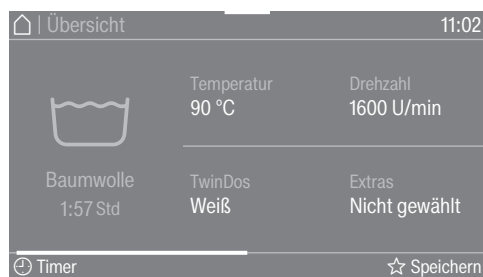 | Übersicht 11:02
Temperatur
90 °C
Drehzahl
1600 U/min
Baumwolle
1:57 Std
TwinDos
Weiß
Extras
Nicht gewählt
Timer
Speichern